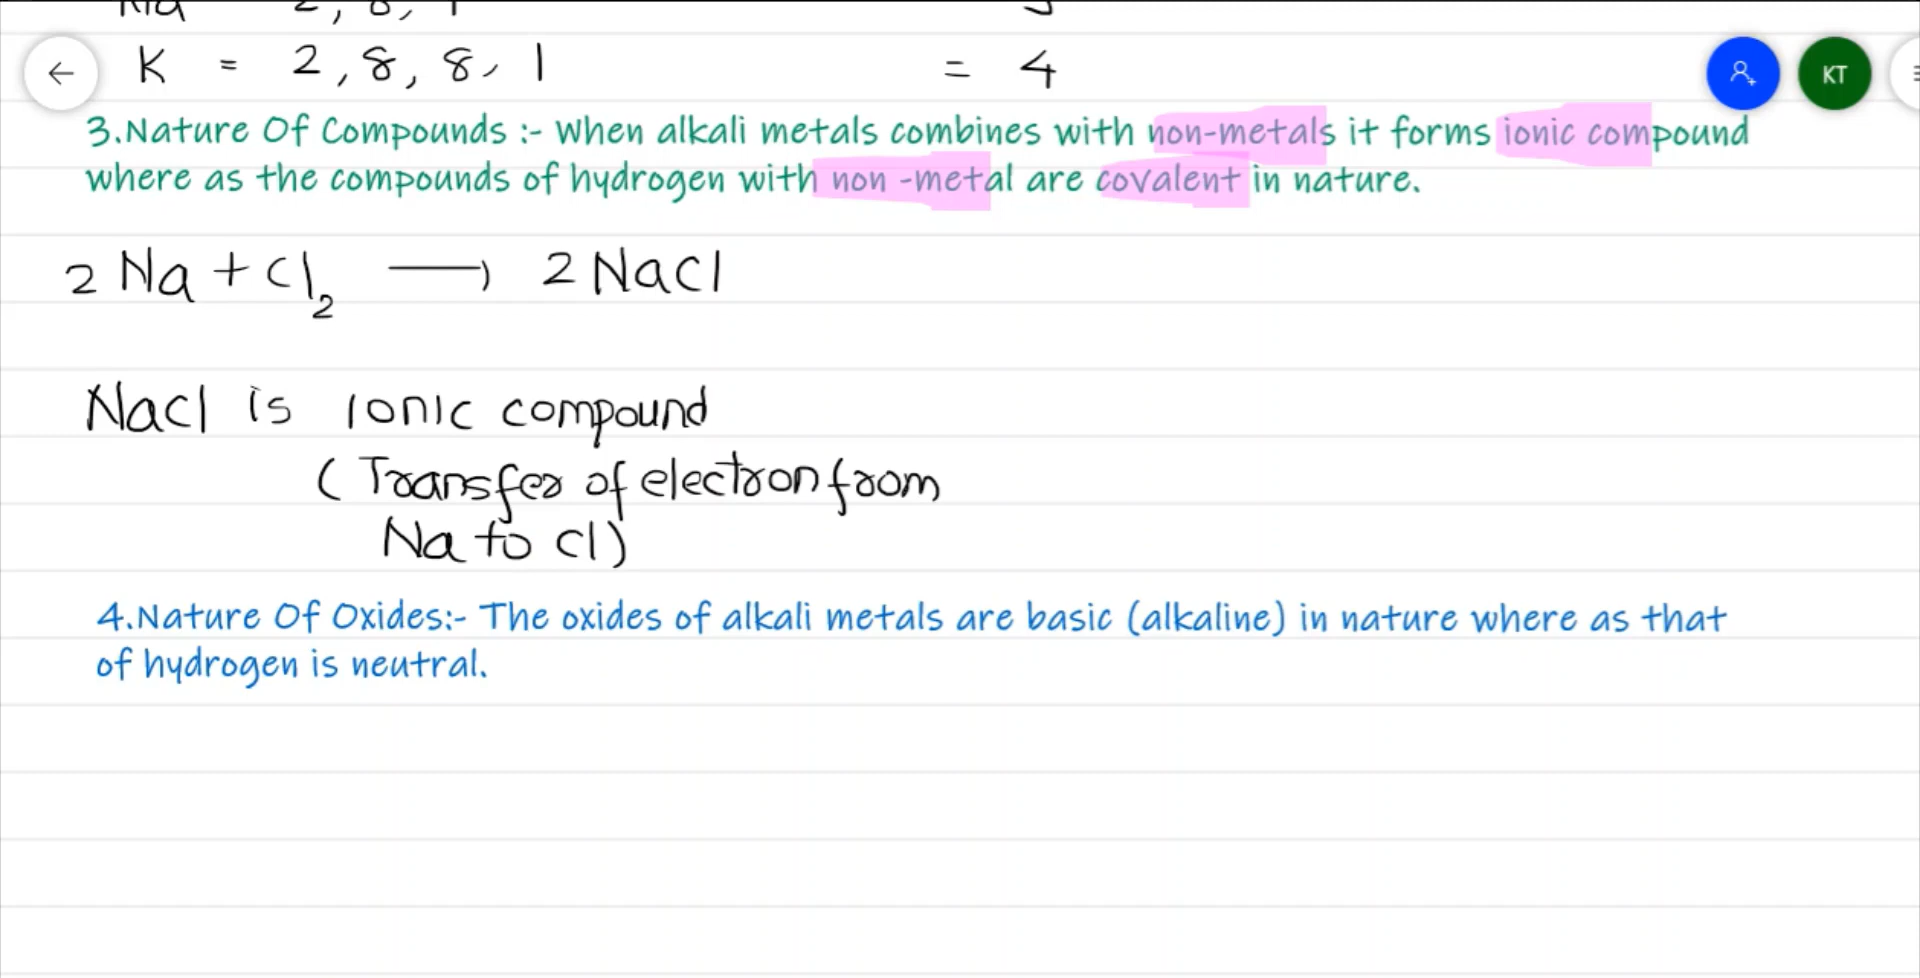 K = 2, 8, 8, 1 = 4
KT
3.Nature Of Compounds :- When alkali metals combines with non-metals it forms ionic compound
where as the compounds of hydrogen with non -metal are covalent in nature.
2 Na + Cl₂ → 2 NaCl
NaCl is ionic compound
( Transfer of electron from
Na to Cl)
4.Nature Of Oxides:- The oxides of alkali metals are basic (alkaline) in nature where as that
of hydrogen is neutral.